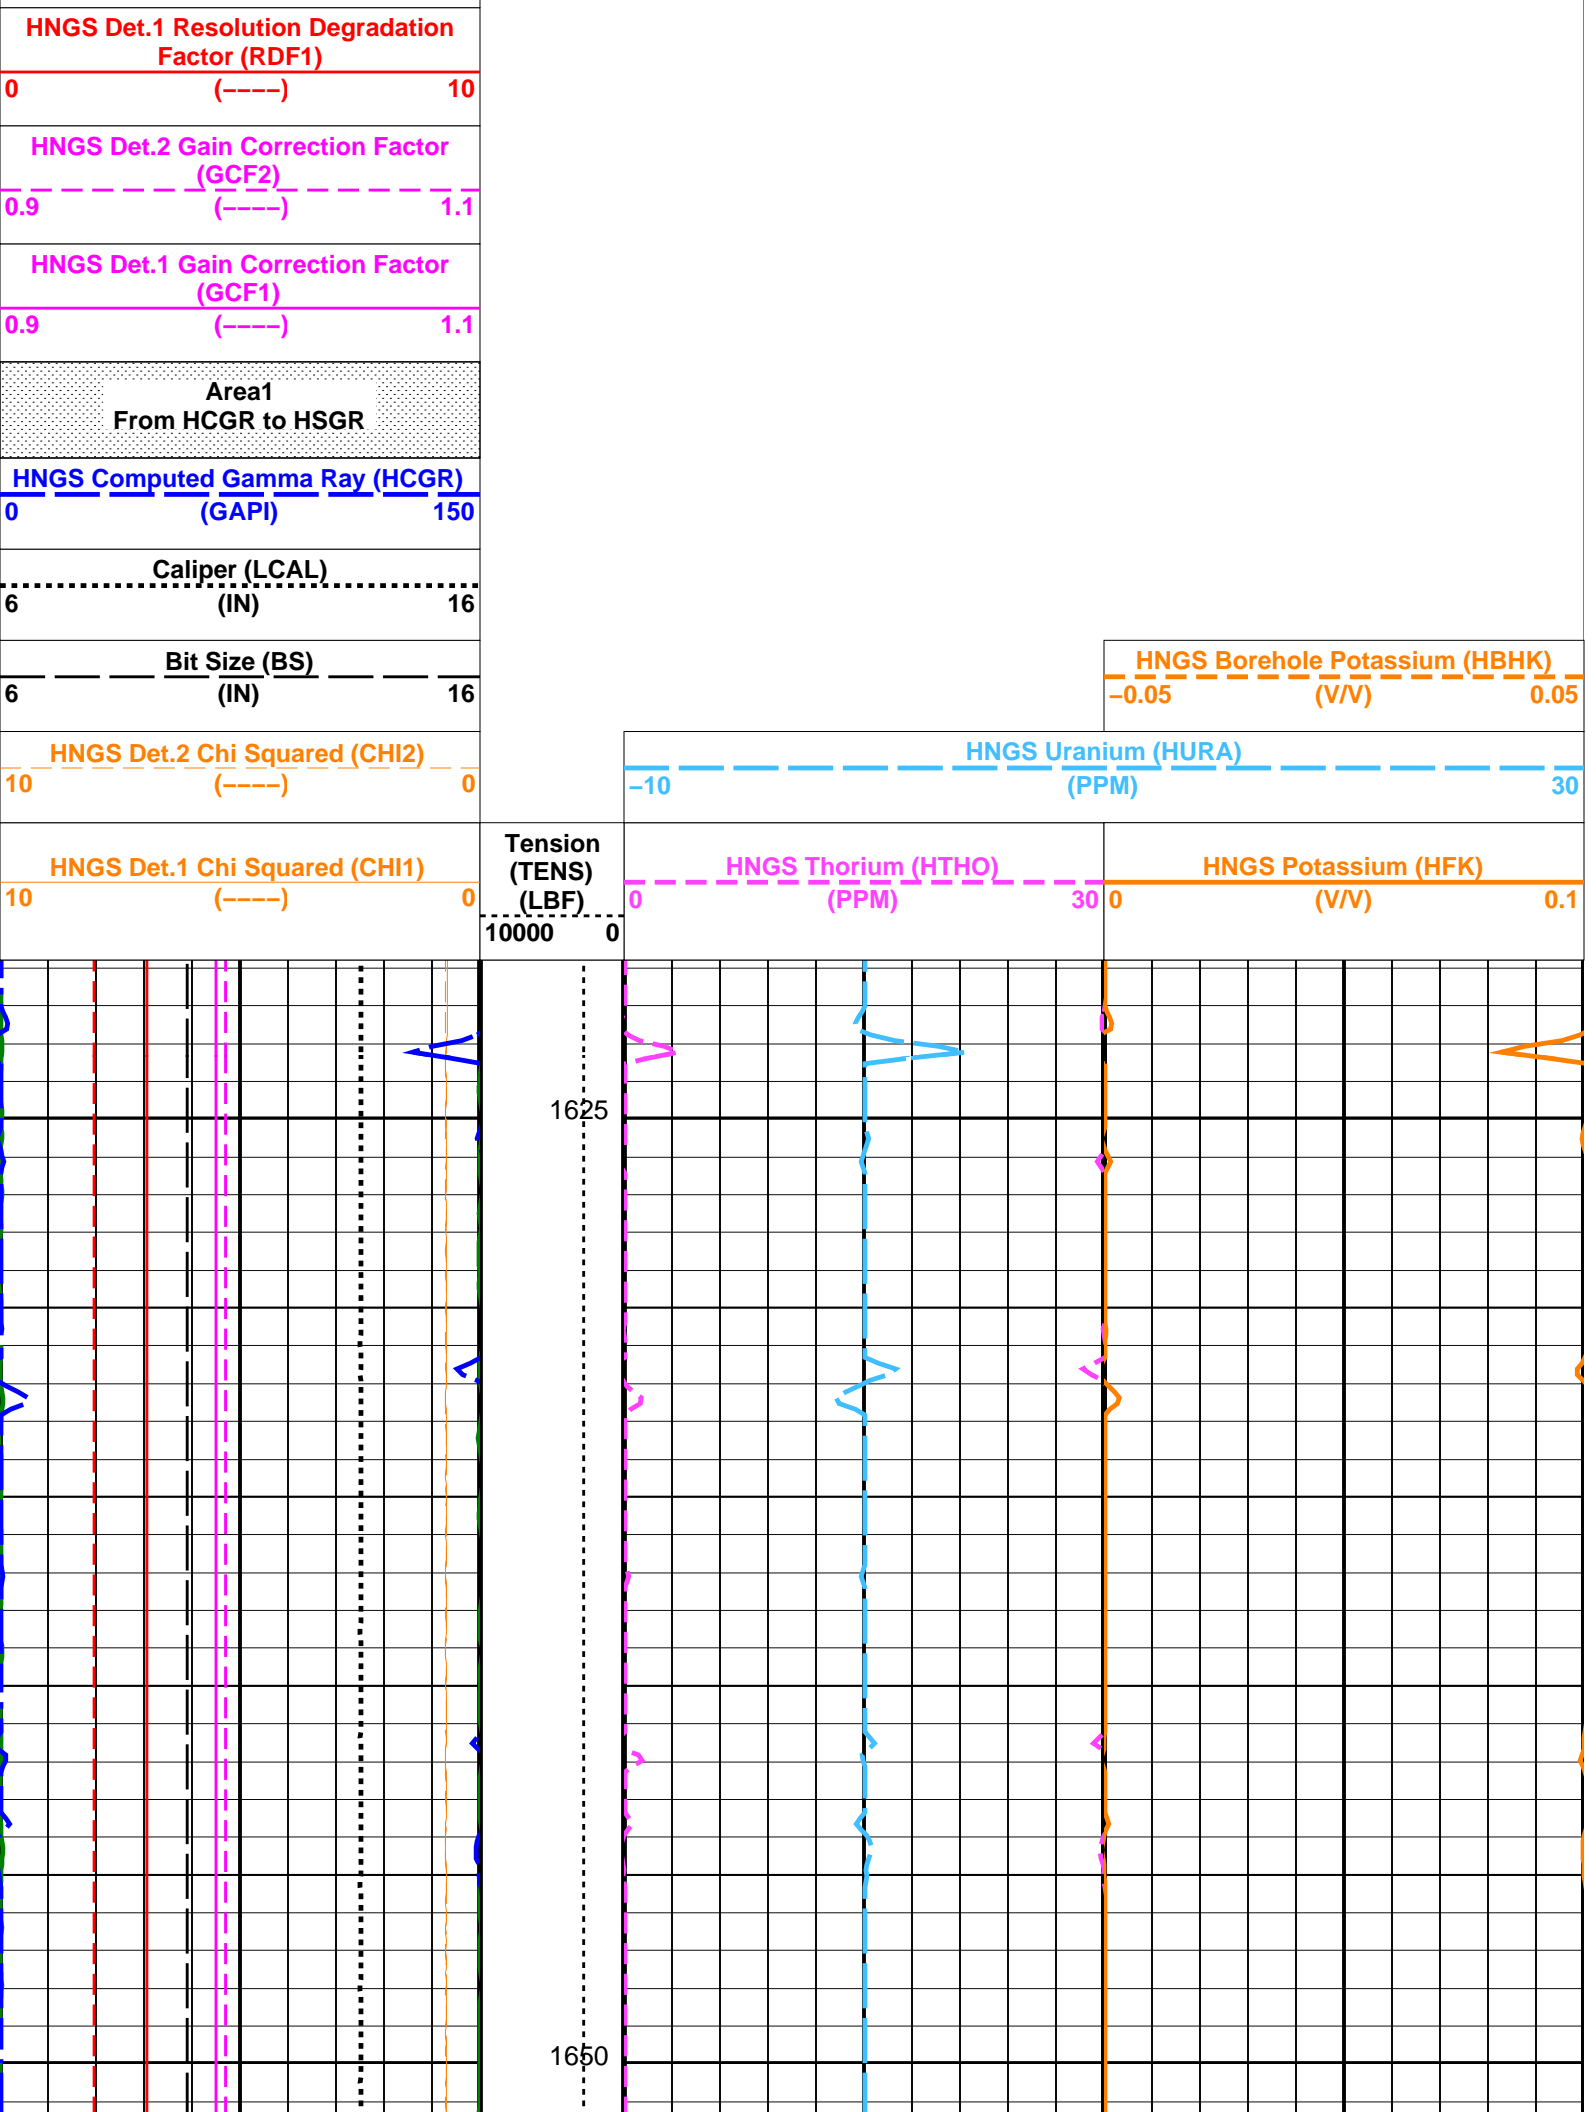 HNGS Det.1 Resolution Degradation
Factor (RDF1)
0 (----) 10
HNGS Det.2 Gain Correction Factor
(GCF2)
0.9 (----) 1.1
HNGS Det.1 Gain Correction Factor
(GCF1)
0.9 (----) 1.1
Area1
From HCGR to HSGR
HNGS Computed Gamma Ray (HCGR)
0 (GAPI) 150
Caliper (LCAL)
6 (IN) 16
Bit Size (BS)
6 (IN) 16
HNGS Borehole Potassium (HBHK)
−0.05 (V/V) 0.05
HNGS Det.2 Chi Squared (CHI2)
10 (----) 0
HNGS Uranium (HURA)
−10 (PPM) 30
HNGS Det.1 Chi Squared (CHI1)
10 (----) 0
Tension
(TENS)
(LBF)
10000 0
HNGS Thorium (HTHO)
0 (PPM) 30
HNGS Potassium (HFK)
0 (V/V) 0.1
1625
1650